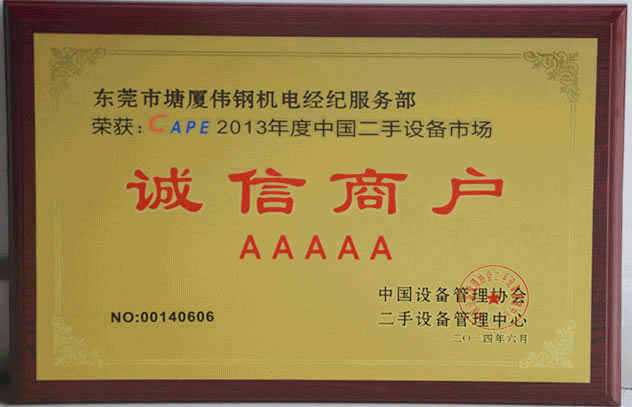 东莞市塘厦伟钢机电经纪服务部
荣获：CAPE 2013年度中国二手设备市场
诚信商户
AAAAA
中国设备管理协会
NO:00140606 二手设备管理中心
二〇一四年六月